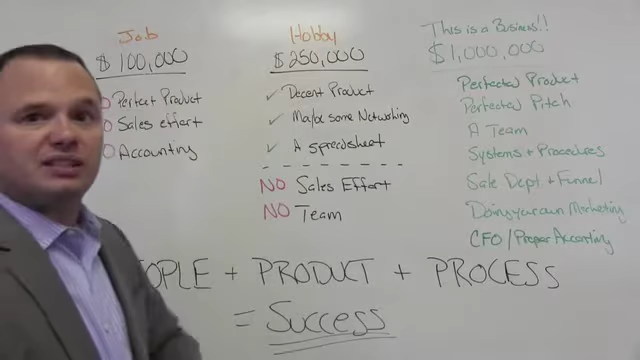 Job
$100,000
O Perfect Product
O Sales effort
O Accounting
Hobby
$250,000
✓ Decent Product
✓ Maybe some Networking
✓ A spreadsheet
NO Sales Effort
NO Team
This is a Business!!
$1,000,000
Perfected Product
Perfected Pitch
A Team
Systems + Procedures
Sale Dept + Funnel
Doing your own Marketing
CFO/Proper Accounting
OPLE + PRODUCT + PROCESS
= Success